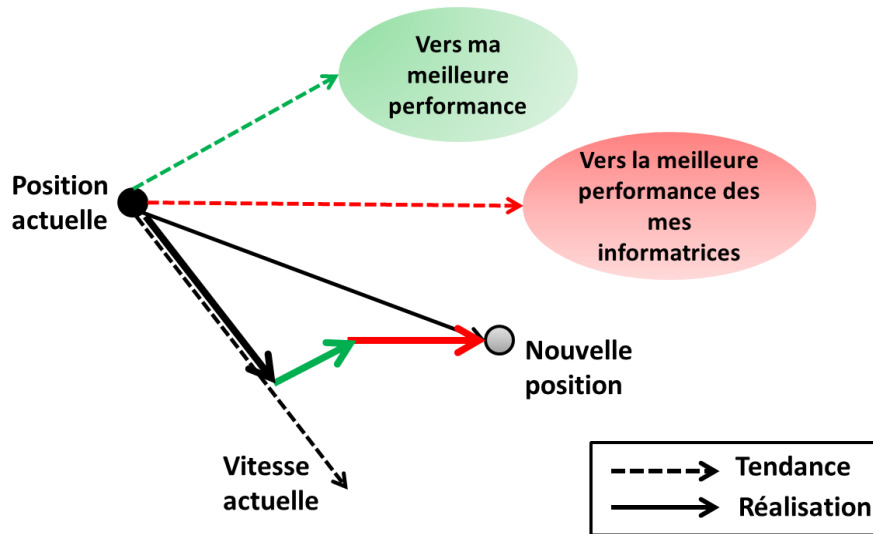 Vers ma
meilleure
performance
Vers la meilleure
performance des
mes
informatrices
Position
actuelle
Nouvelle
position
Vitesse
actuelle
Tendance
Réalisation